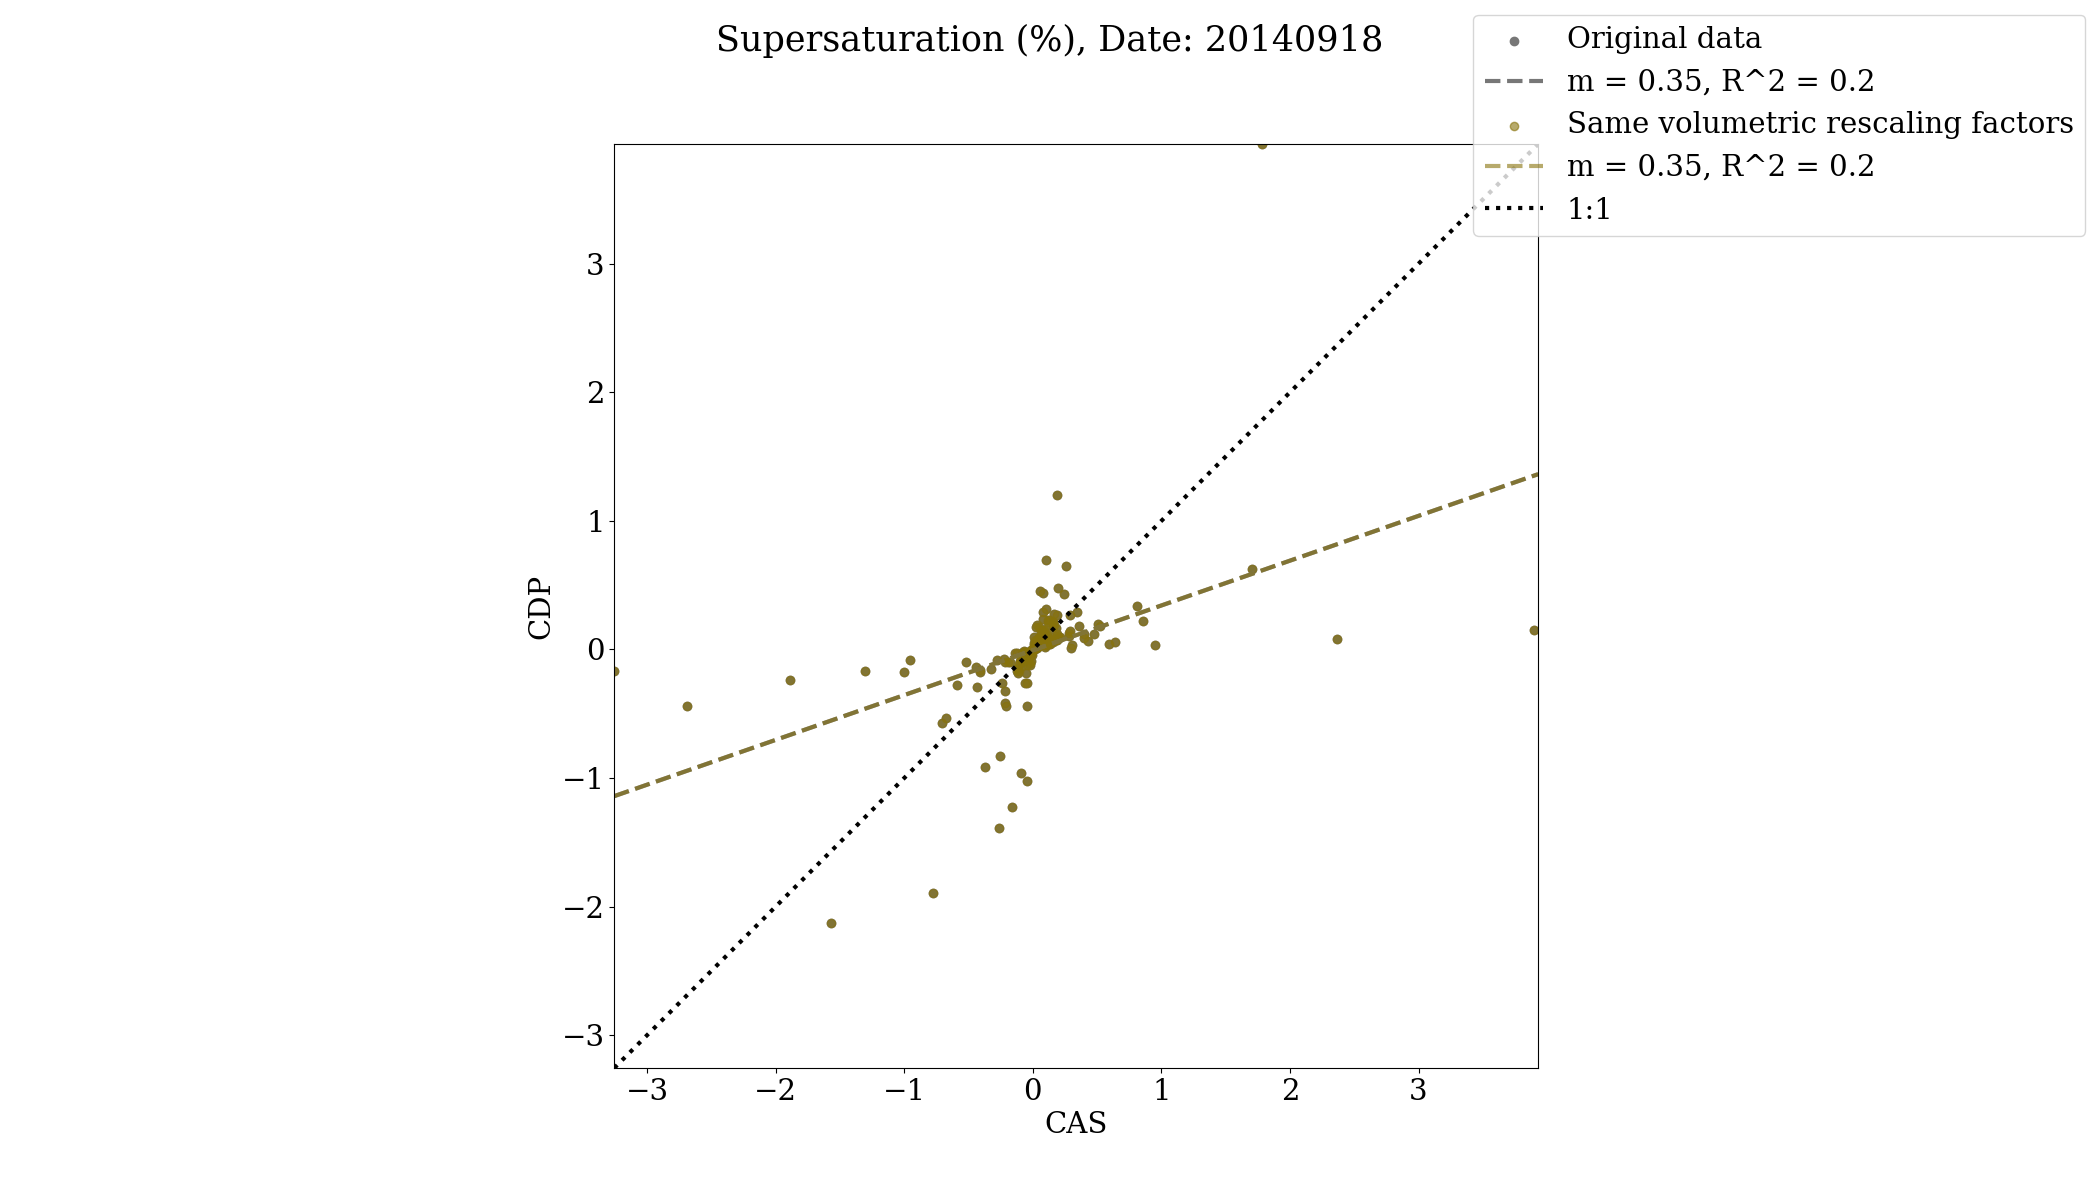 Supersaturation (%), Date: 20140918
Original data
m = 0.35, R^2 = 0.2
Same volumetric rescaling factors
m = 0.35, R^2 = 0.2
1:1
3
2
1
0
−1
−2
−3
CDP
−3 −2 −1 0 1 2 3
CAS